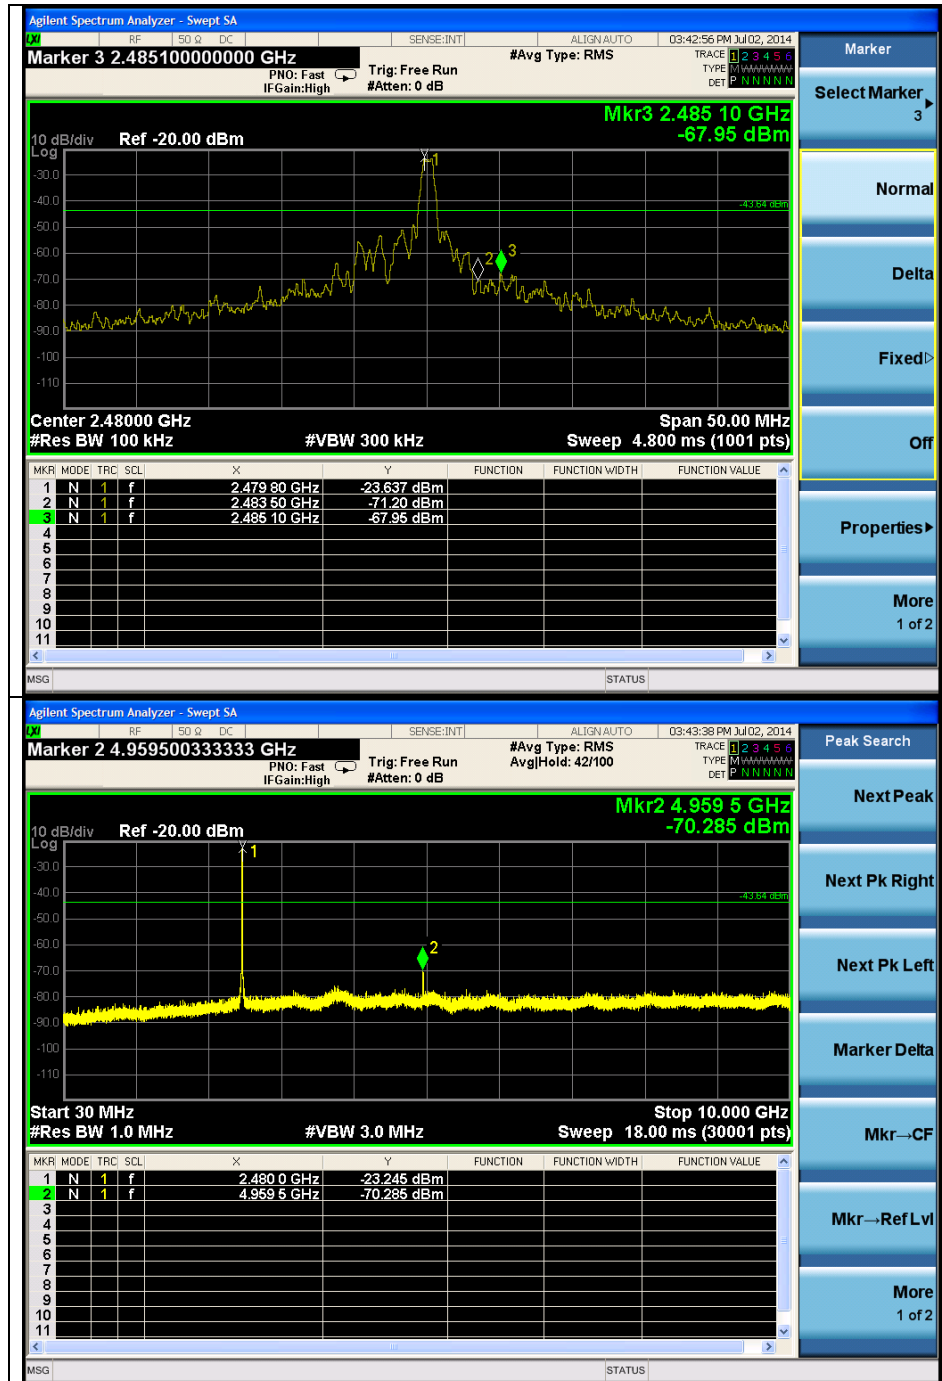 Agilent Spectrum Analyzer - Swept SA
LXI RF 50 Ω DC SENSE:INT ALIGN AUTO 03:42:56 PM Jul 02, 2014
Marker 3 2.485100000000 GHz
PNO: Fast
IFGain:High
Trig: Free Run
#Atten: 0 dB
#Avg Type: RMS
TRACE 1 2 3 4 5 6
TYPE M WWWWW
DET P N N N N N
Mkr3 2.485 10 GHz
-67.95 dBm
10 dB/div Ref -20.00 dBm
Log
-30.0
-40.0
-50.0
-60.0
-70.0
-80.0
-90.0
-100
-110
1
2
3
-43.64 dBm
Center 2.48000 GHz Span 50.00 MHz
#Res BW 100 kHz #VBW 300 kHz Sweep 4.800 ms (1001 pts)
MKR MODE TRC SCL X Y FUNCTION FUNCTION WIDTH FUNCTION VALUE
1 N 1 f 2.479 80 GHz -23.637 dBm
2 N 1 f 2.483 50 GHz -71.20 dBm
3 N 1 f 2.485 10 GHz -67.95 dBm
4
5
6
7
8
9
10
11
MSG STATUS
Marker
Select Marker
3
Normal
Delta
Fixed
Off
Properties
More
1 of 2
Agilent Spectrum Analyzer - Swept SA
LXI RF 50 Ω DC SENSE:INT ALIGN AUTO 03:43:38 PM Jul 02, 2014
Marker 2 4.959500333333 GHz
PNO: Fast
IFGain:High
Trig: Free Run
#Atten: 0 dB
#Avg Type: RMS
Avg|Hold: 42/100
TRACE 1 2 3 4 5 6
TYPE M WWWWW
DET P N N N N N
Mkr2 4.959 5 GHz
-70.285 dBm
10 dB/div Ref -20.00 dBm
Log
-30.0
-40.0
-50.0
-60.0
-70.0
-80.0
-90.0
-100
-110
1
2
-43.64 dBm
Start 30 MHz Stop 10.000 GHz
#Res BW 1.0 MHz #VBW 3.0 MHz Sweep 18.00 ms (30001 pts)
MKR MODE TRC SCL X Y FUNCTION FUNCTION WIDTH FUNCTION VALUE
1 N 1 f 2.480 0 GHz -23.245 dBm
2 N 1 f 4.959 5 GHz -70.285 dBm
3
4
5
6
7
8
9
10
11
MSG STATUS
Peak Search
Next Peak
Next Pk Right
Next Pk Left
Marker Delta
Mkr→CF
Mkr→Ref Lvl
More
1 of 2